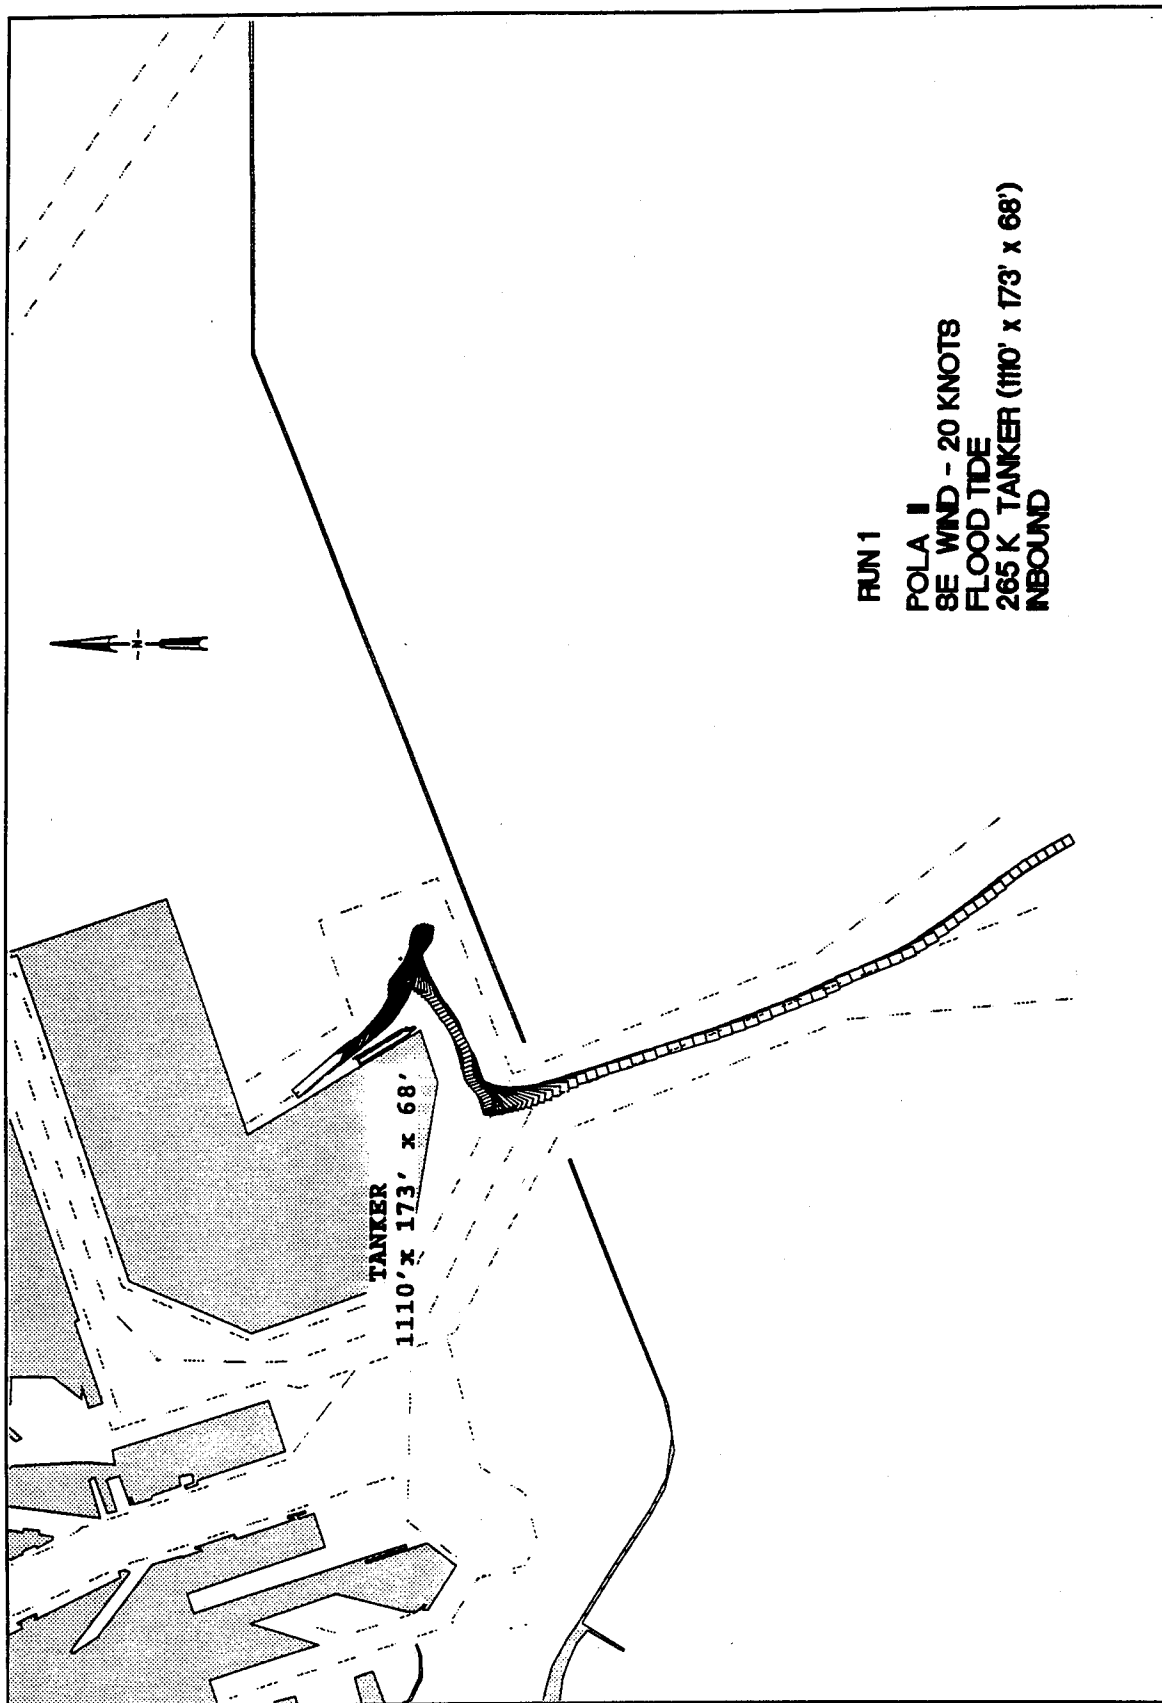 -N-
TANKER
1110' x 173' x 68'
RUN 1
POLA II
SE WIND - 20 KNOTS
FLOOD TIDE
265 K TANKER (1110' x 173' x 68')
INBOUND